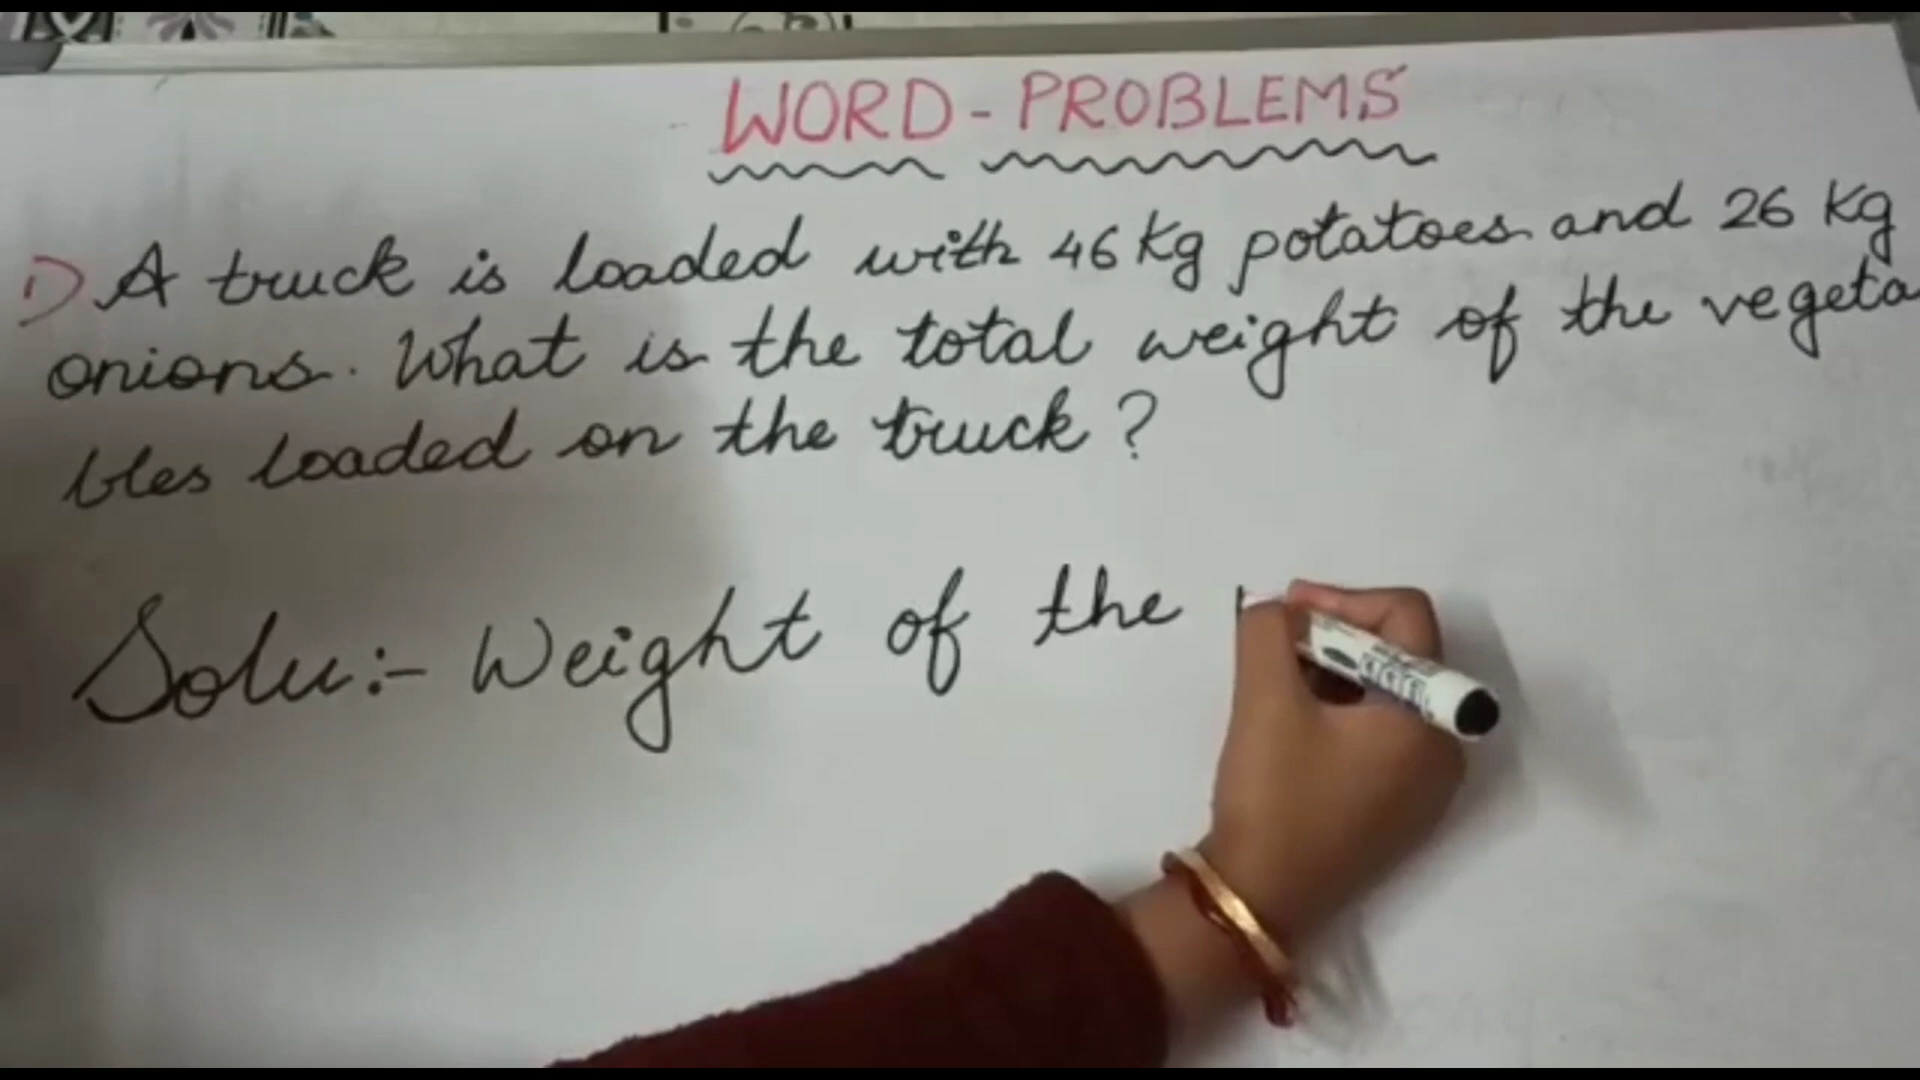 WORD - PROBLEMS
1) A truck is loaded with 46 kg potatoes and 26 kg
onions. What is the total weight of the vegeta
bles loaded on the truck?
Solu:- Weight of the